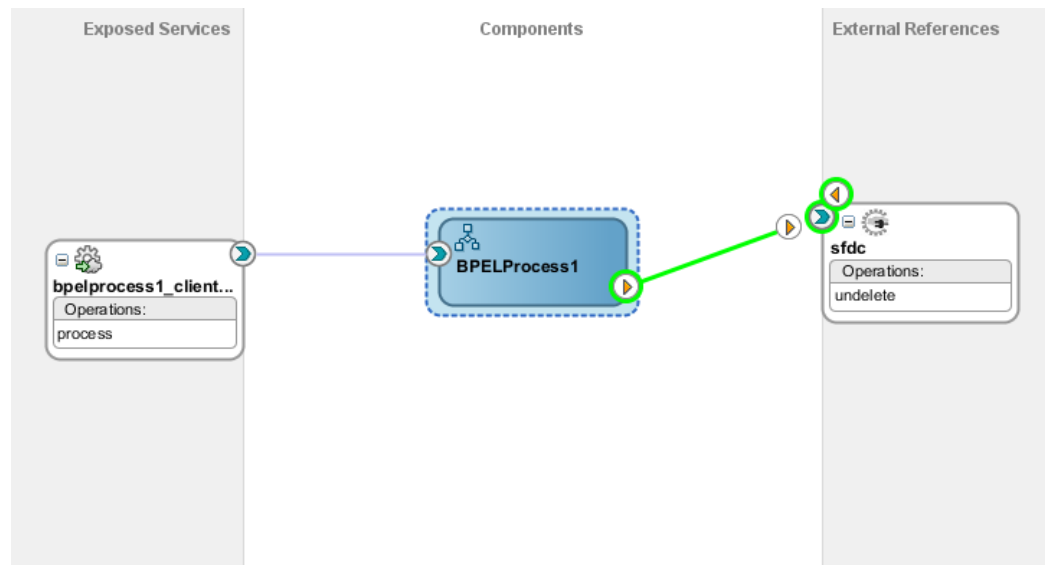 Exposed Services
Components
External References
bpelprocess1_client...
Operations:
process
BPELProcess1
sfdc
Operations:
undelete